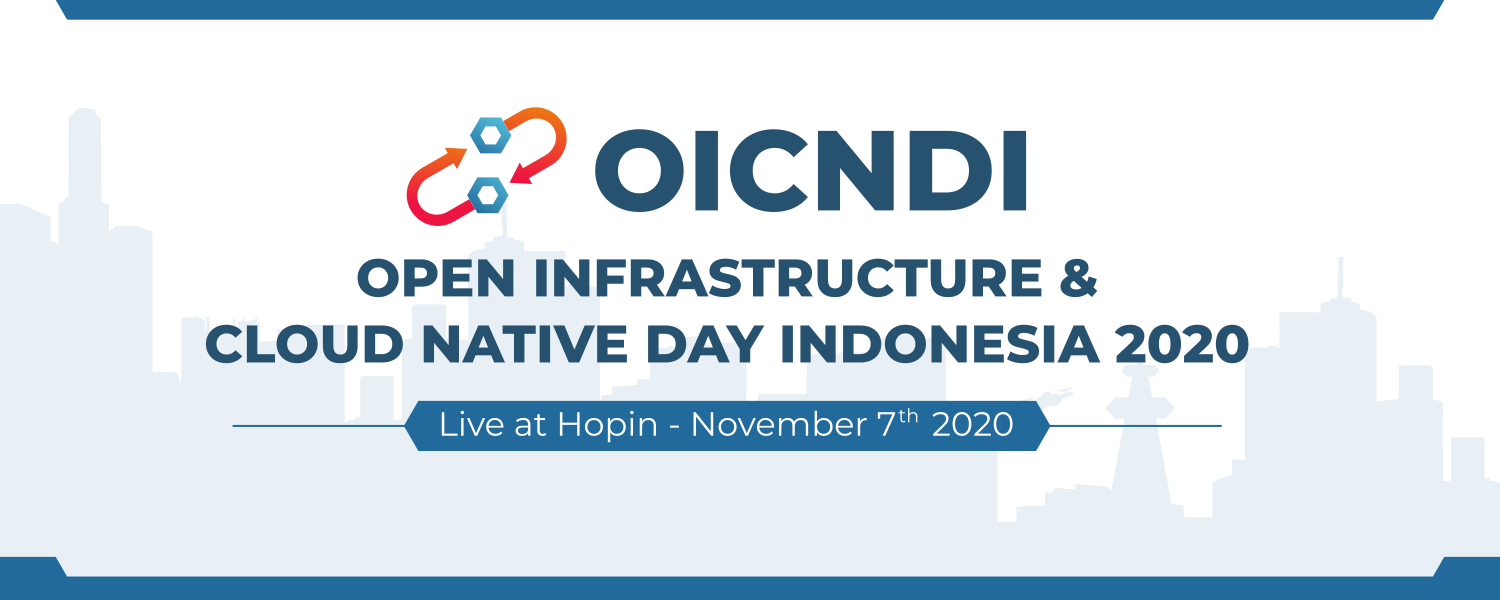 OICNDI
OPEN INFRASTRUCTURE &
CLOUD NATIVE DAY INDONESIA 2020
Live at Hopin - November 7th 2020